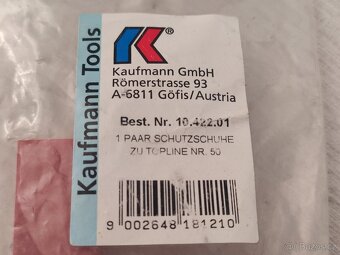 Kaufmann Tools
K®
Kaufmann GmbH
Römerstrasse 93
A-6811 Göfis/Austria
Best. Nr. 10.422.01
1 PAAR SCHUTZSCHUHE
ZU TOPLINE NR. 50
9 002648 181210